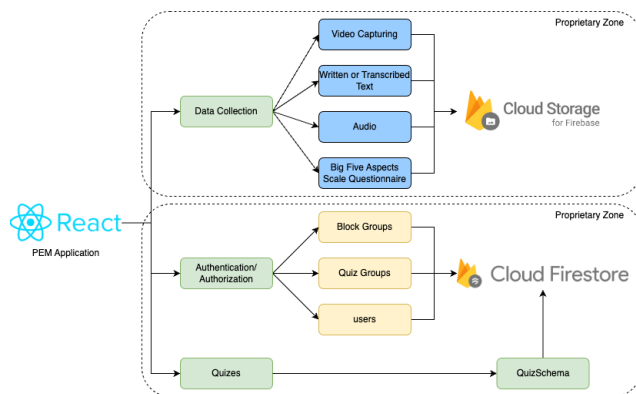 Proprietary Zone
Video Capturing
Written or Transcribed
Text
Data Collection
Cloud Storage
for Firebase
Audio
Big Five Aspects
Scale Questionnaire
React
PEM Application
Proprietary Zone
Block Groups
Authentication/
Authorization
Quiz Groups
Cloud Firestore
users
Quizes
QuizSchema